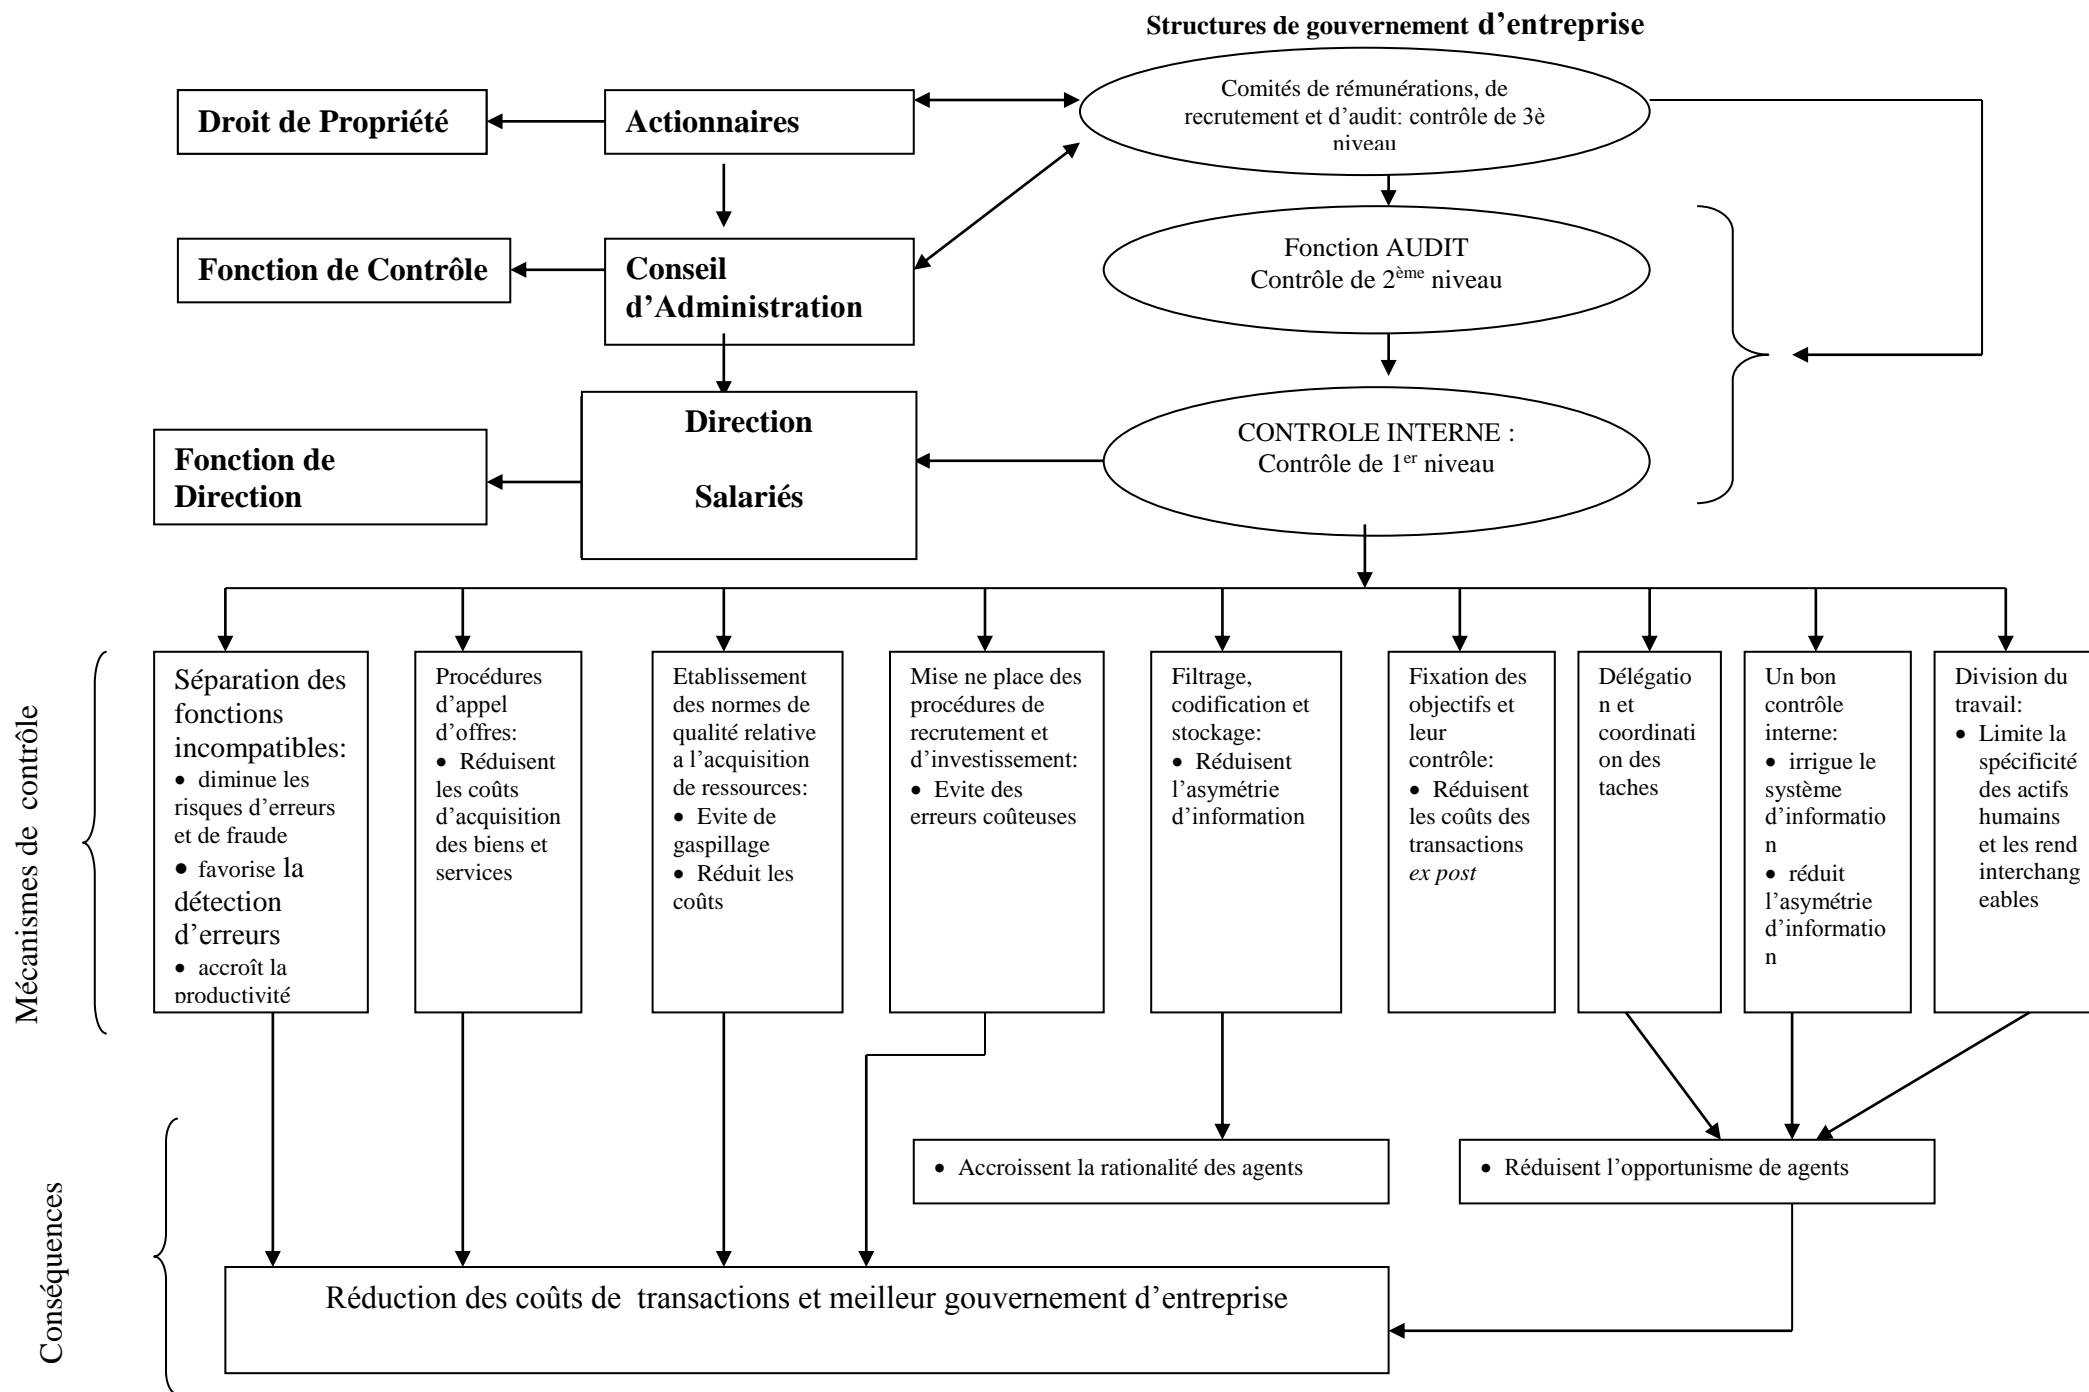 Structures de gouvernement d’entreprise
Comités de rémunérations, de
recrutement et d’audit: contrôle de 3è
niveau
Droit de Propriété
Actionnaires
Fonction AUDIT
Contrôle de 2ème niveau
Fonction de Contrôle
Conseil
d’Administration
Direction
Salariés
CONTROLE INTERNE :
Contrôle de 1er niveau
Fonction de
Direction
Mécanismes de contrôle
Séparation des
fonctions
incompatibles:
• diminue les
risques d’erreurs
et de fraude
• favorise la
détection
d’erreurs
• accroît la
productivité
Procédures
d’appel
d’offres:
• Réduisent
les coûts
d’acquisition
des biens et
services
Etablissement
des normes de
qualité relative
a l’acquisition
de ressources:
• Evite de
gaspillage
• Réduit les
coûts
Mise ne place des
procédures de
recrutement et
d’investissement:
• Evite des
erreurs coûteuses
Filtrage,
codification et
stockage:
• Réduisent
l’asymétrie
d’information
Fixation des
objectifs et
leur
contrôle:
• Réduisent
les coûts des
transactions
ex post
Délégatio
n et
coordinati
on des
taches
Un bon
contrôle
interne:
• irrigue le
système
d’informatio
n
• réduit
l’asymétrie
d’informatio
n
Division du
travail:
• Limite la
spécificité
des actifs
humains
et les rend
interchang
eables
Conséquences
• Accroissent la rationalité des agents
• Réduisent l’opportunisme de agents
Réduction des coûts de transactions et meilleur gouvernement d’entreprise